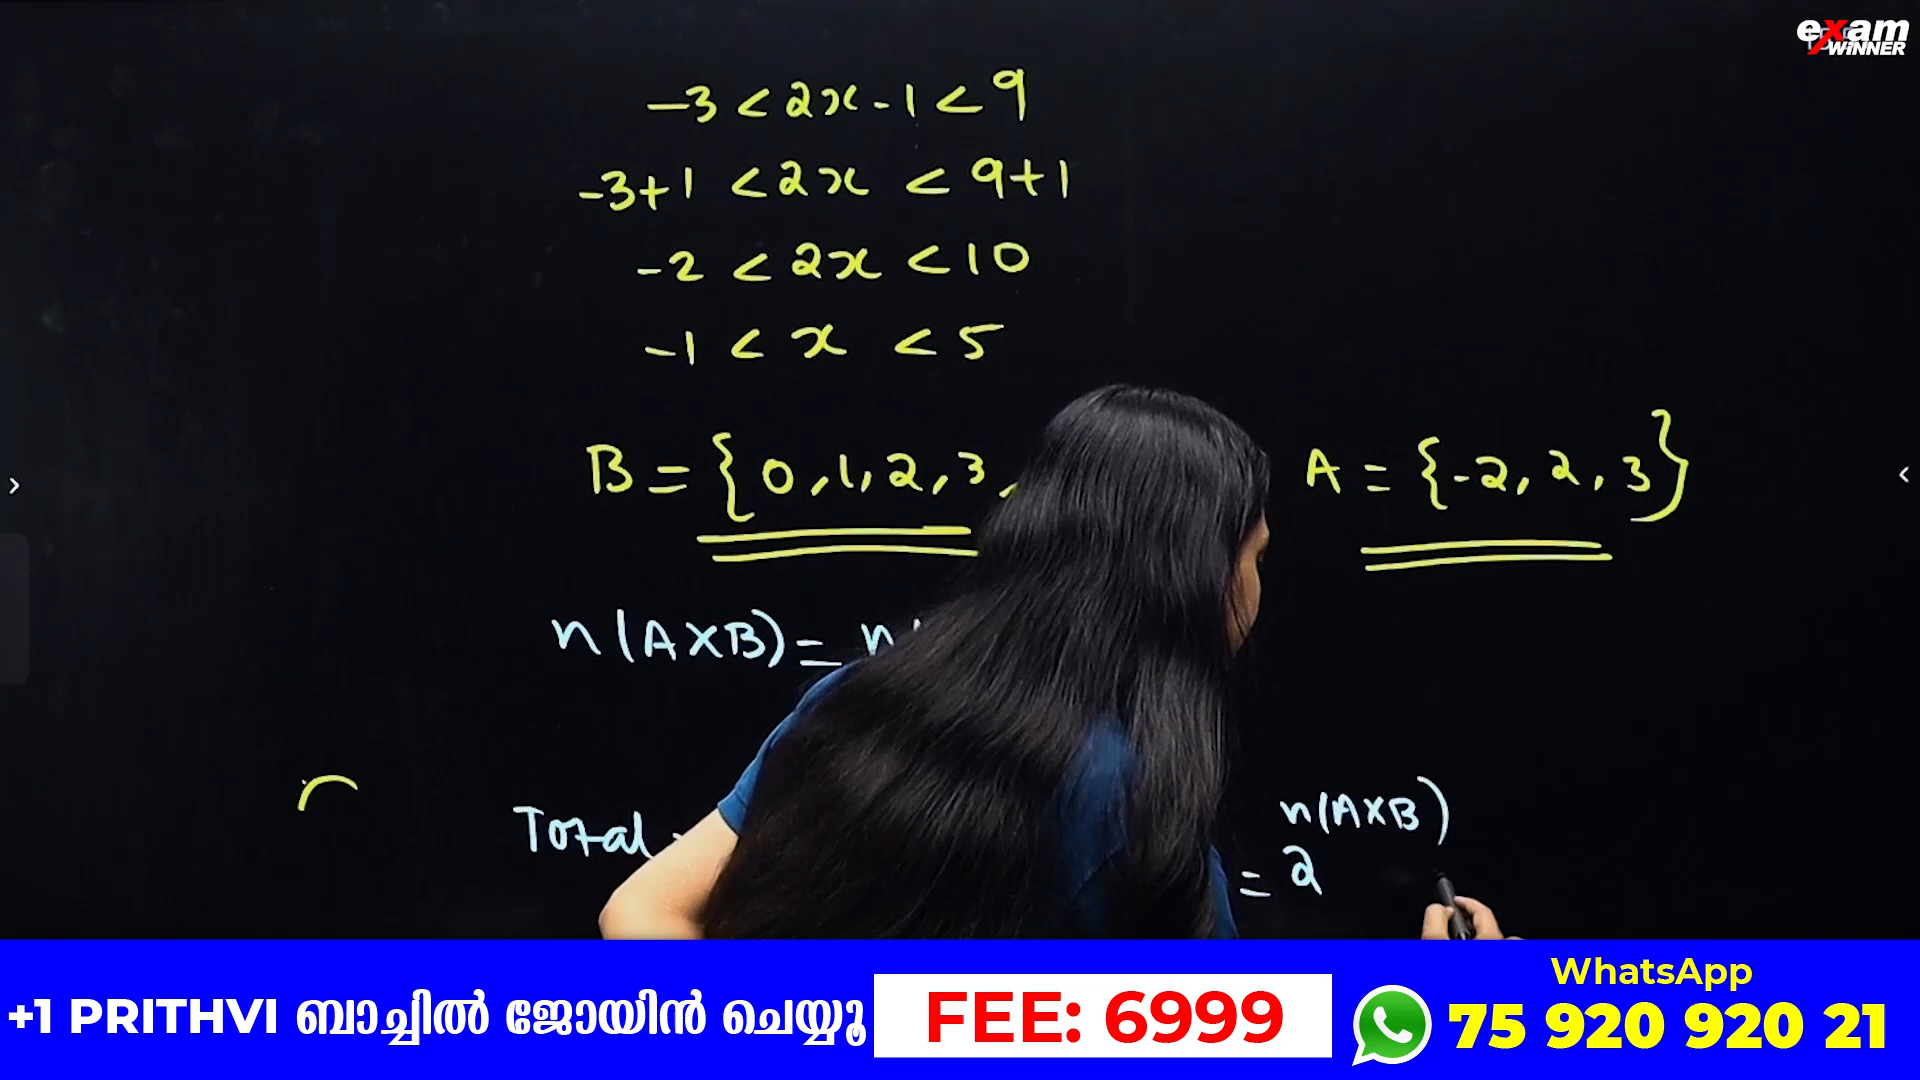 exam
WINNER
-3 < 2x - 1 < 9
-3+1 < 2x < 9+1
-2 < 2x < 10
-1 < x < 5
B = { 0, 1, 2, 3, A = {-2, 2, 3}
n(A×B) = n(
Total = 2^{n(A×B)}
+1 PRITHVI ബാച്ചിൽ ജോയിൻ ചെയ്യൂ FEE: 6999
WhatsApp
75 920 920 21